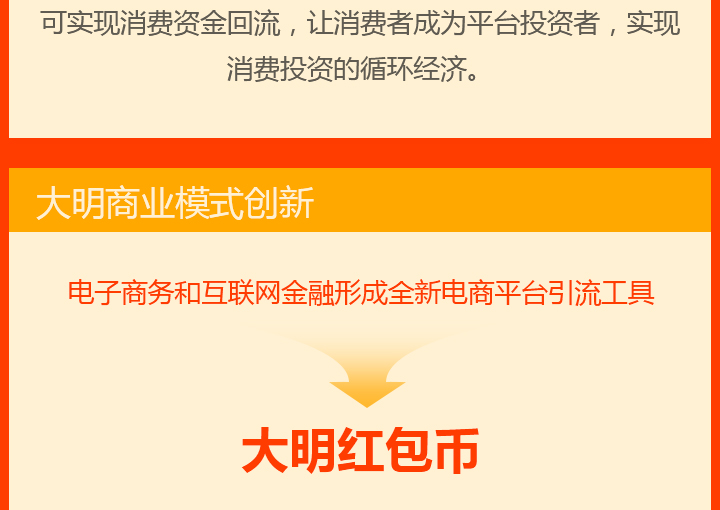 可实现消费资金回流，让消费者成为平台投资者，实现
消费投资的循环经济。
大明商业模式创新
电子商务和互联网金融形成全新电商平台引流工具
大明红包币